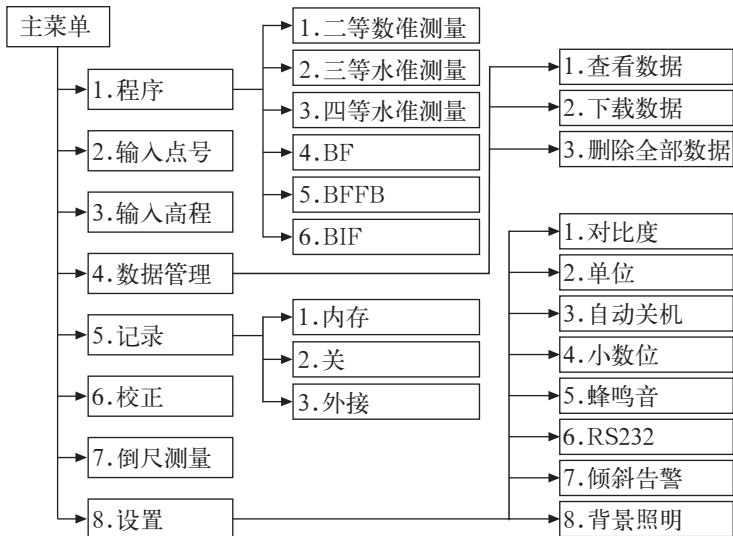 主菜单
1.程序
2.输入点号
3.输入高程
4.数据管理
5.记录
6.校正
7.倒尺测量
8.设置
1.二等数准测量
2.三等水准测量
3.四等水准测量
4.BF
5.BFFB
6.BIF
1.查看数据
2.下载数据
3.删除全部数据
1.内存
2.关
3.外接
1.对比度
2.单位
3.自动关机
4.小数位
5.蜂鸣音
6.RS232
7.倾斜告警
8.背景照明